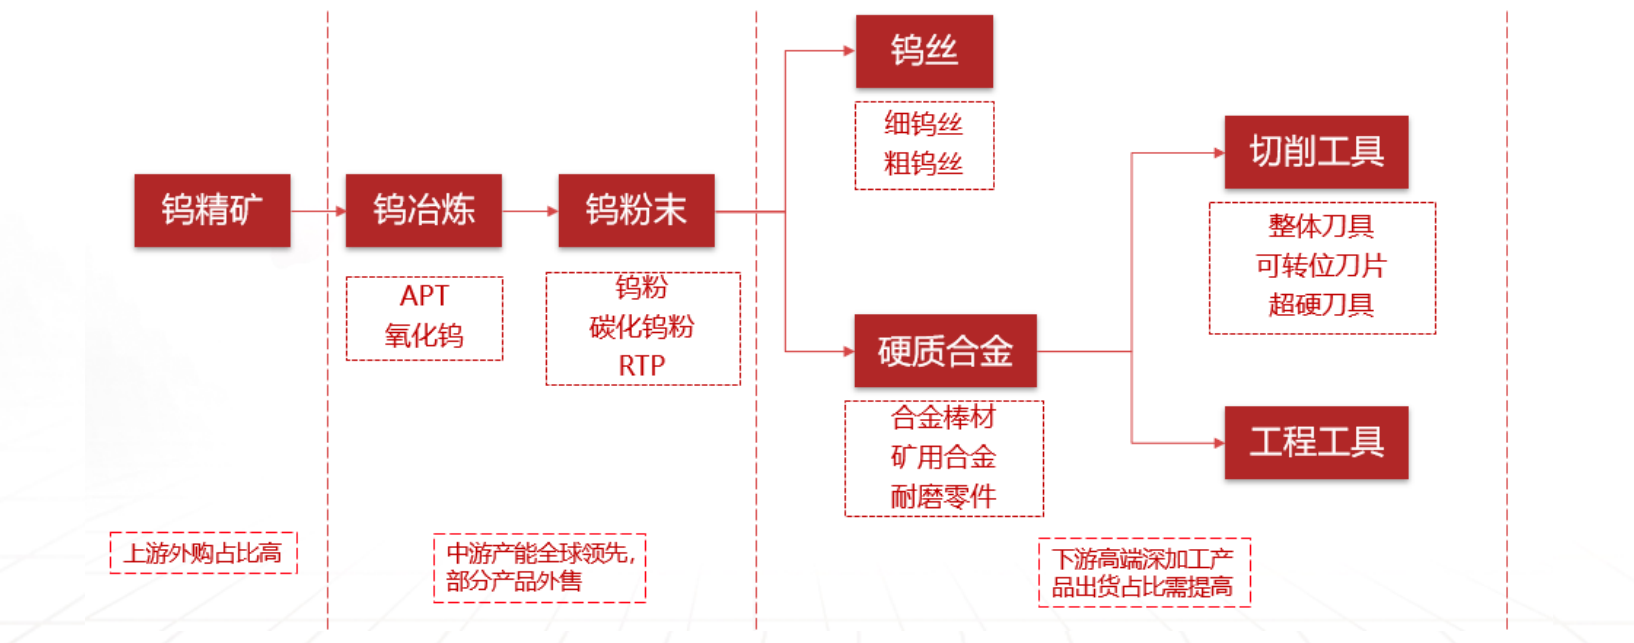 钨精矿
上游外购占比高
钨冶炼
APT
氧化钨
钨粉末
钨粉
碳化钨粉
RTP
中游产能全球领先，
部分产品外售
钨丝
细钨丝
粗钨丝
硬质合金
合金棒材
矿用合金
耐磨零件
切削工具
整体刀具
可转位刀片
超硬刀具
工程工具
下游高端深加工产
品出货占比需提高